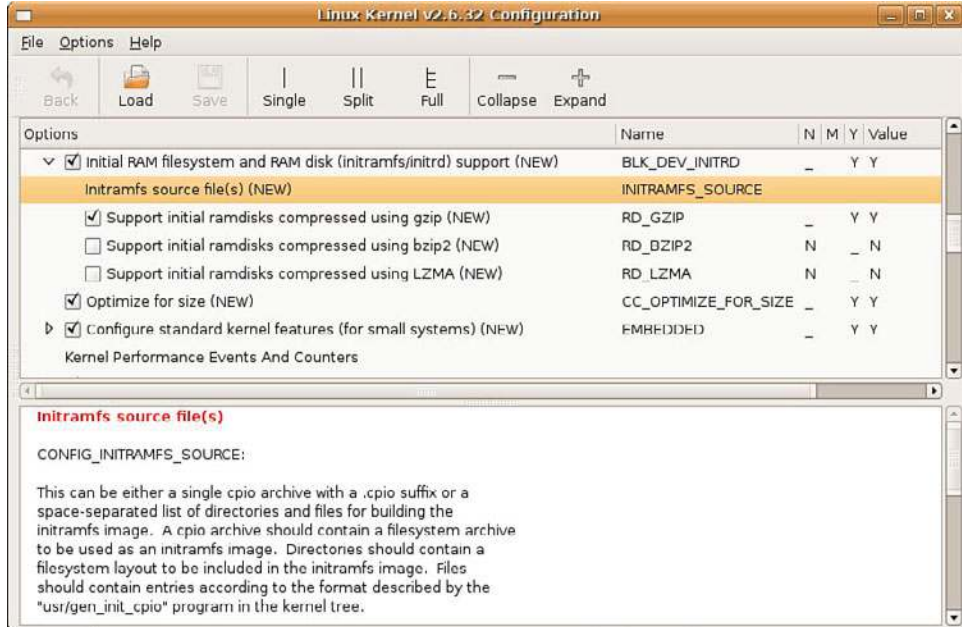 Linux Kernel v2.6.32 Configuration
File Options Help
Back Load Save Single Split Full Collapse Expand
Options Name N M Y Value
Initial RAM filesystem and RAM disk (initramfs/initrd) support (NEW) BLK_DEV_INITRD _ Y Y
Initramfs source file(s) (NEW) INITRAMFS_SOURCE
Support initial ramdisks compressed using gzip (NEW) RD_GZIP _ Y Y
Support initial ramdisks compressed using bzip2 (NEW) RD_BZIP2 N _ N
Support initial ramdisks compressed using LZMA (NEW) RD_LZMA N _ N
Optimize for size (NEW) CC_OPTIMIZE_FOR_SIZE _ Y Y
Configure standard kernel features (for small systems) (NEW) EMBEDDED _ Y Y
Kernel Performance Events And Counters
Initramfs source file(s)
CONFIG_INITRAMFS_SOURCE:
This can be either a single cpio archive with a .cpio suffix or a
space-separated list of directories and files for building the
initramfs image. A cpio archive should contain a filesystem archive
to be used as an initramfs image. Directories should contain a
filesystem layout to be included in the initramfs image. Files
should contain entries according to the format described by the
"usr/gen_init_cpio" program in the kernel tree.